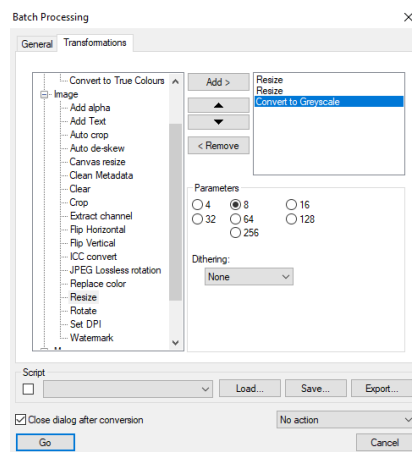 Batch Processing
General Transformations
Convert to True Colours
Image
Add alpha
Add Text
Auto crop
Auto de-skew
Canvas resize
Clean Metadata
Clear
Crop
Extract channel
Flip Horizontal
Flip Vertical
ICC convert
JPEG Lossless rotation
Replace color
Resize
Rotate
Set DPI
Watermark
Add >
< Remove
Resize
Resize
Convert to Greyscale
Parameters
4 8 16
32 64 128
256
Dithering:
None
Script
Load... Save... Export...
Close dialog after conversion No action
Go Cancel